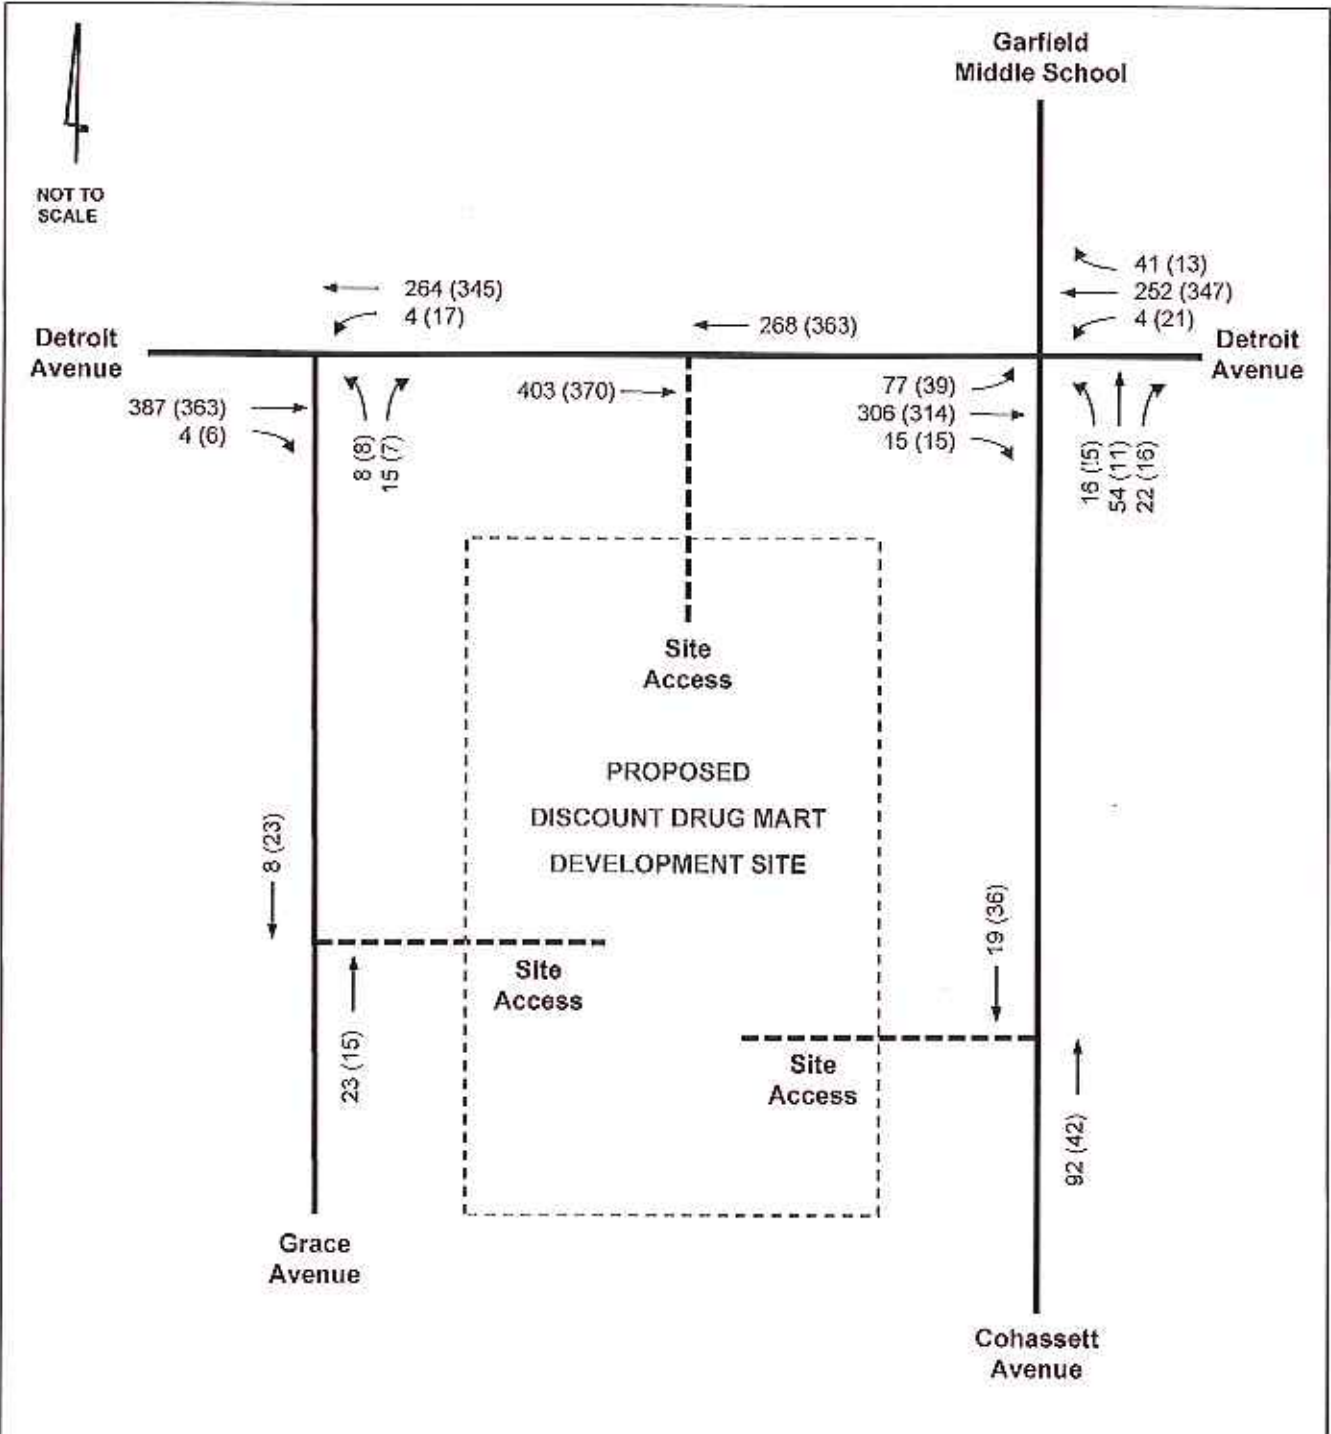 Garfield
Middle School
NOT TO
SCALE
41 (13)
252 (347)
4 (21)
264 (345)
4 (17)
268 (363)
Detroit
Avenue
Detroit
Avenue
387 (363)
4 (6)
8 (8)
15 (7)
403 (370)
77 (39)
306 (314)
15 (15)
16 (15)
54 (11)
22 (16)
Site
Access
PROPOSED
DISCOUNT DRUG MART
DEVELOPMENT SITE
8 (23)
23 (15)
Site
Access
19 (36)
Site
Access
92 (42)
Grace
Avenue
Cohassett
Avenue